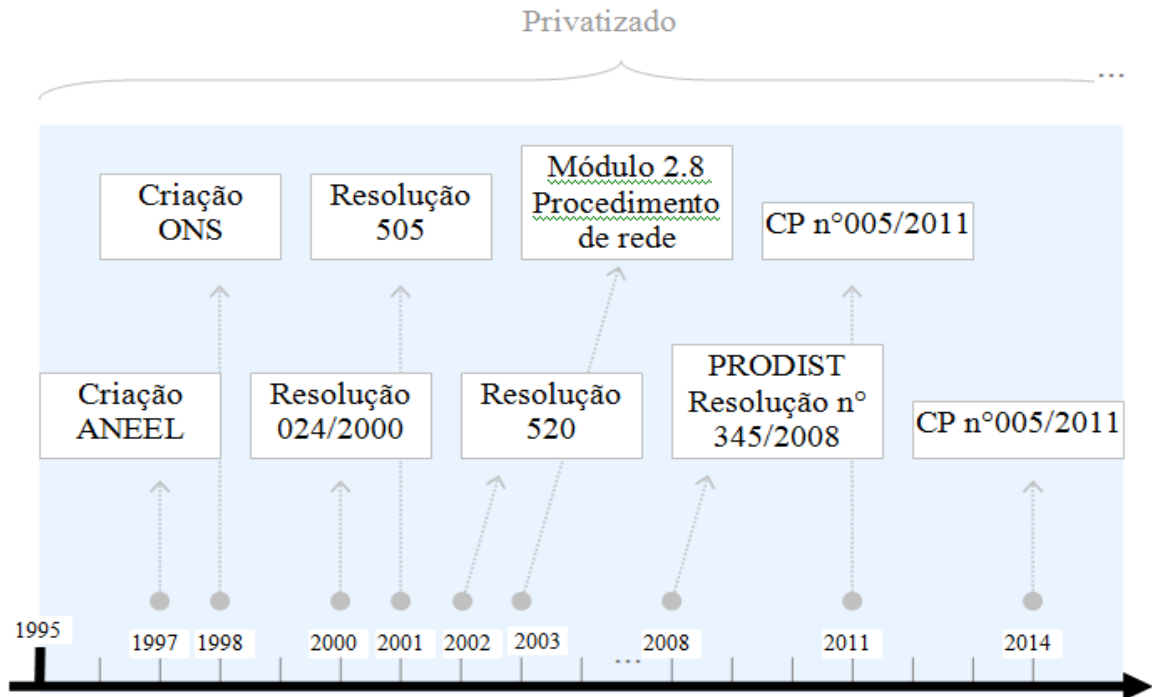 Privatizado
...
Criação
ONS
Resolução
505
Módulo 2.8
Procedimento
de rede
CP n°005/2011
Criação
ANEEL
Resolução
024/2000
Resolução
520
PRODIST
Resolução n°
345/2008
CP n°005/2011
1995
1997
1998
2000
2001
2002
2003
...
2008
2011
2014